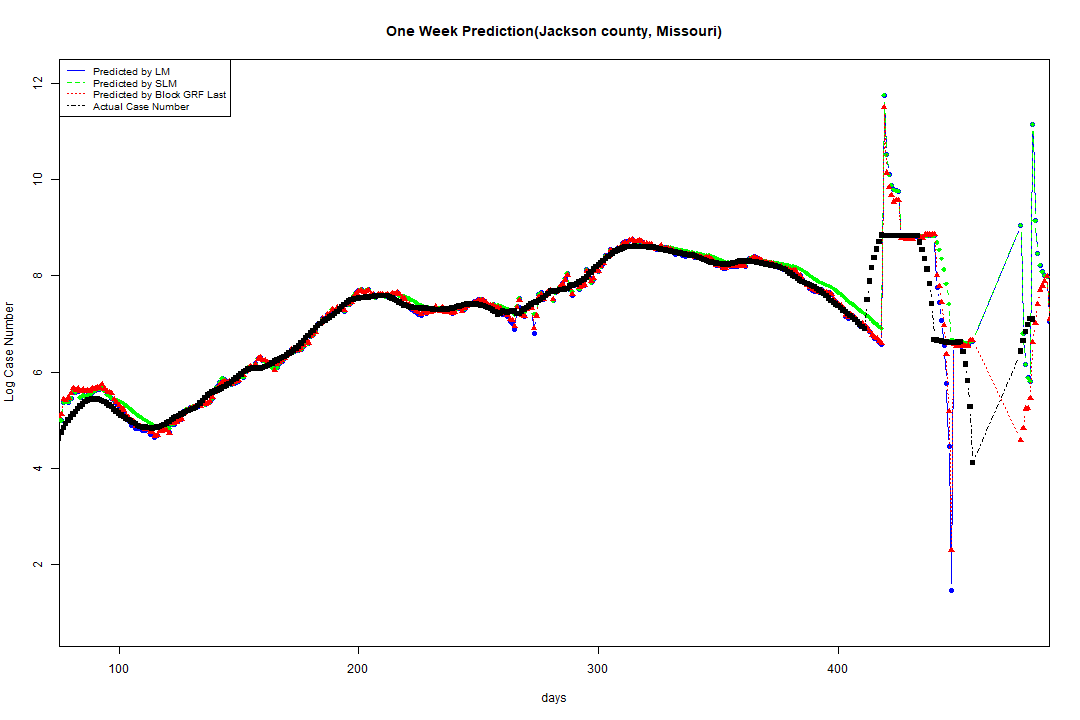 One Week Prediction(Jackson county, Missouri)
Predicted by LM
Predicted by SLM
Predicted by Block GRF Last
Actual Case Number
12
10
8
6
4
2
Log Case Number
100
200
300
400
days